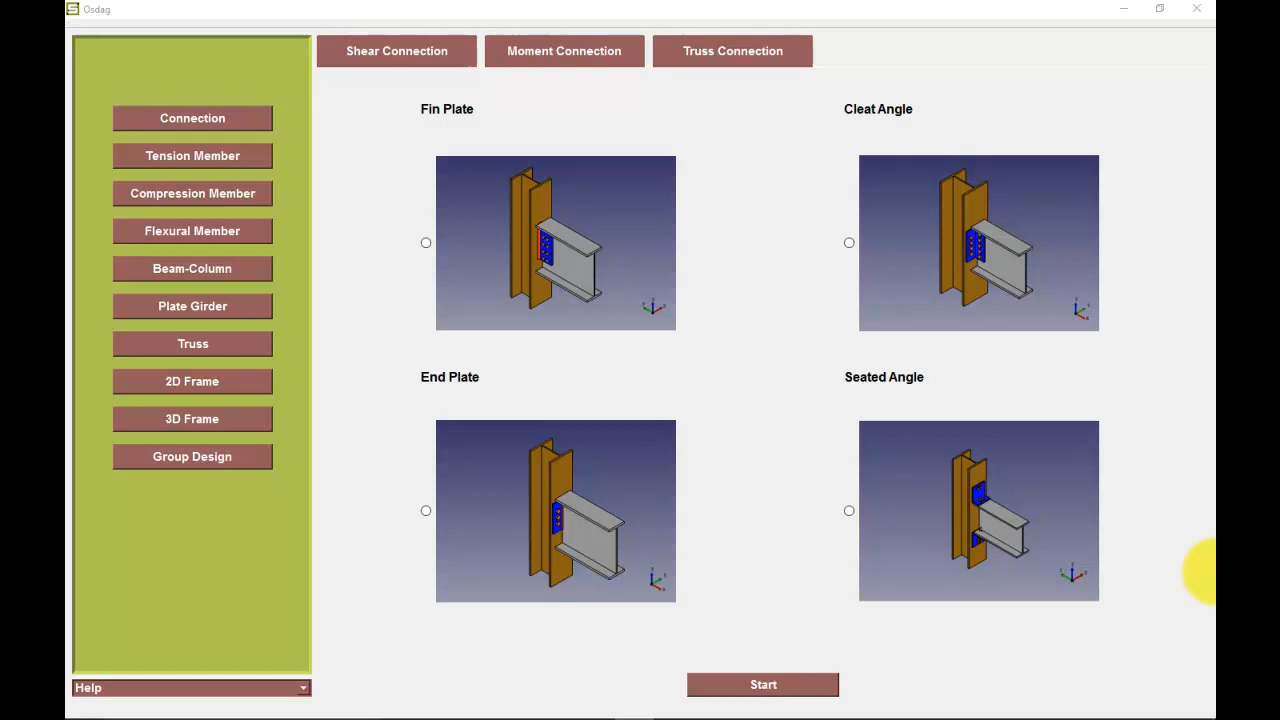 Osdag
Shear Connection
Moment Connection
Truss Connection
Connection
Tension Member
Compression Member
Flexural Member
Beam-Column
Plate Girder
Truss
2D Frame
3D Frame
Group Design
Help
Fin Plate
Cleat Angle
End Plate
Seated Angle
Start